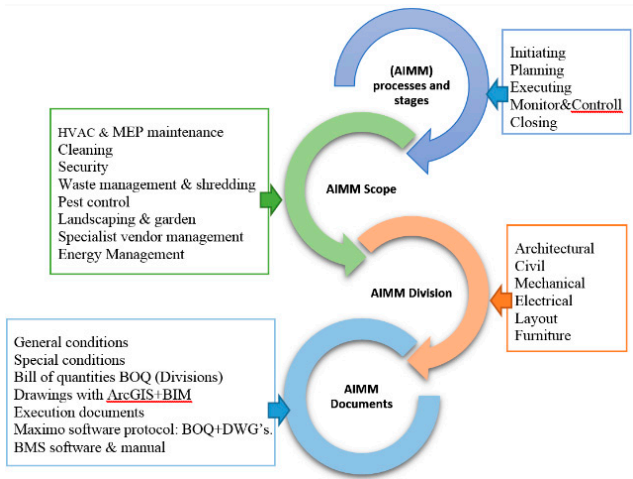 (AIMM)
processes and
stages
Initiating
Planning
Executing
Monitor&Controll
Closing
HVAC & MEP maintenance
Cleaning
Security
Waste management & shredding
Pest control
Landscaping & garden
Specialist vendor management
Energy Management
AIMM Scope
AIMM Division
Architectural
Civil
Mechanical
Electrical
Layout
Furniture
General conditions
Special conditions
Bill of quantities BOQ (Divisions)
Drawings with ArcGIS+BIM
Execution documents
Maximo software protocol: BOQ+DWG's.
BMS software & manual
AIMM
Documents